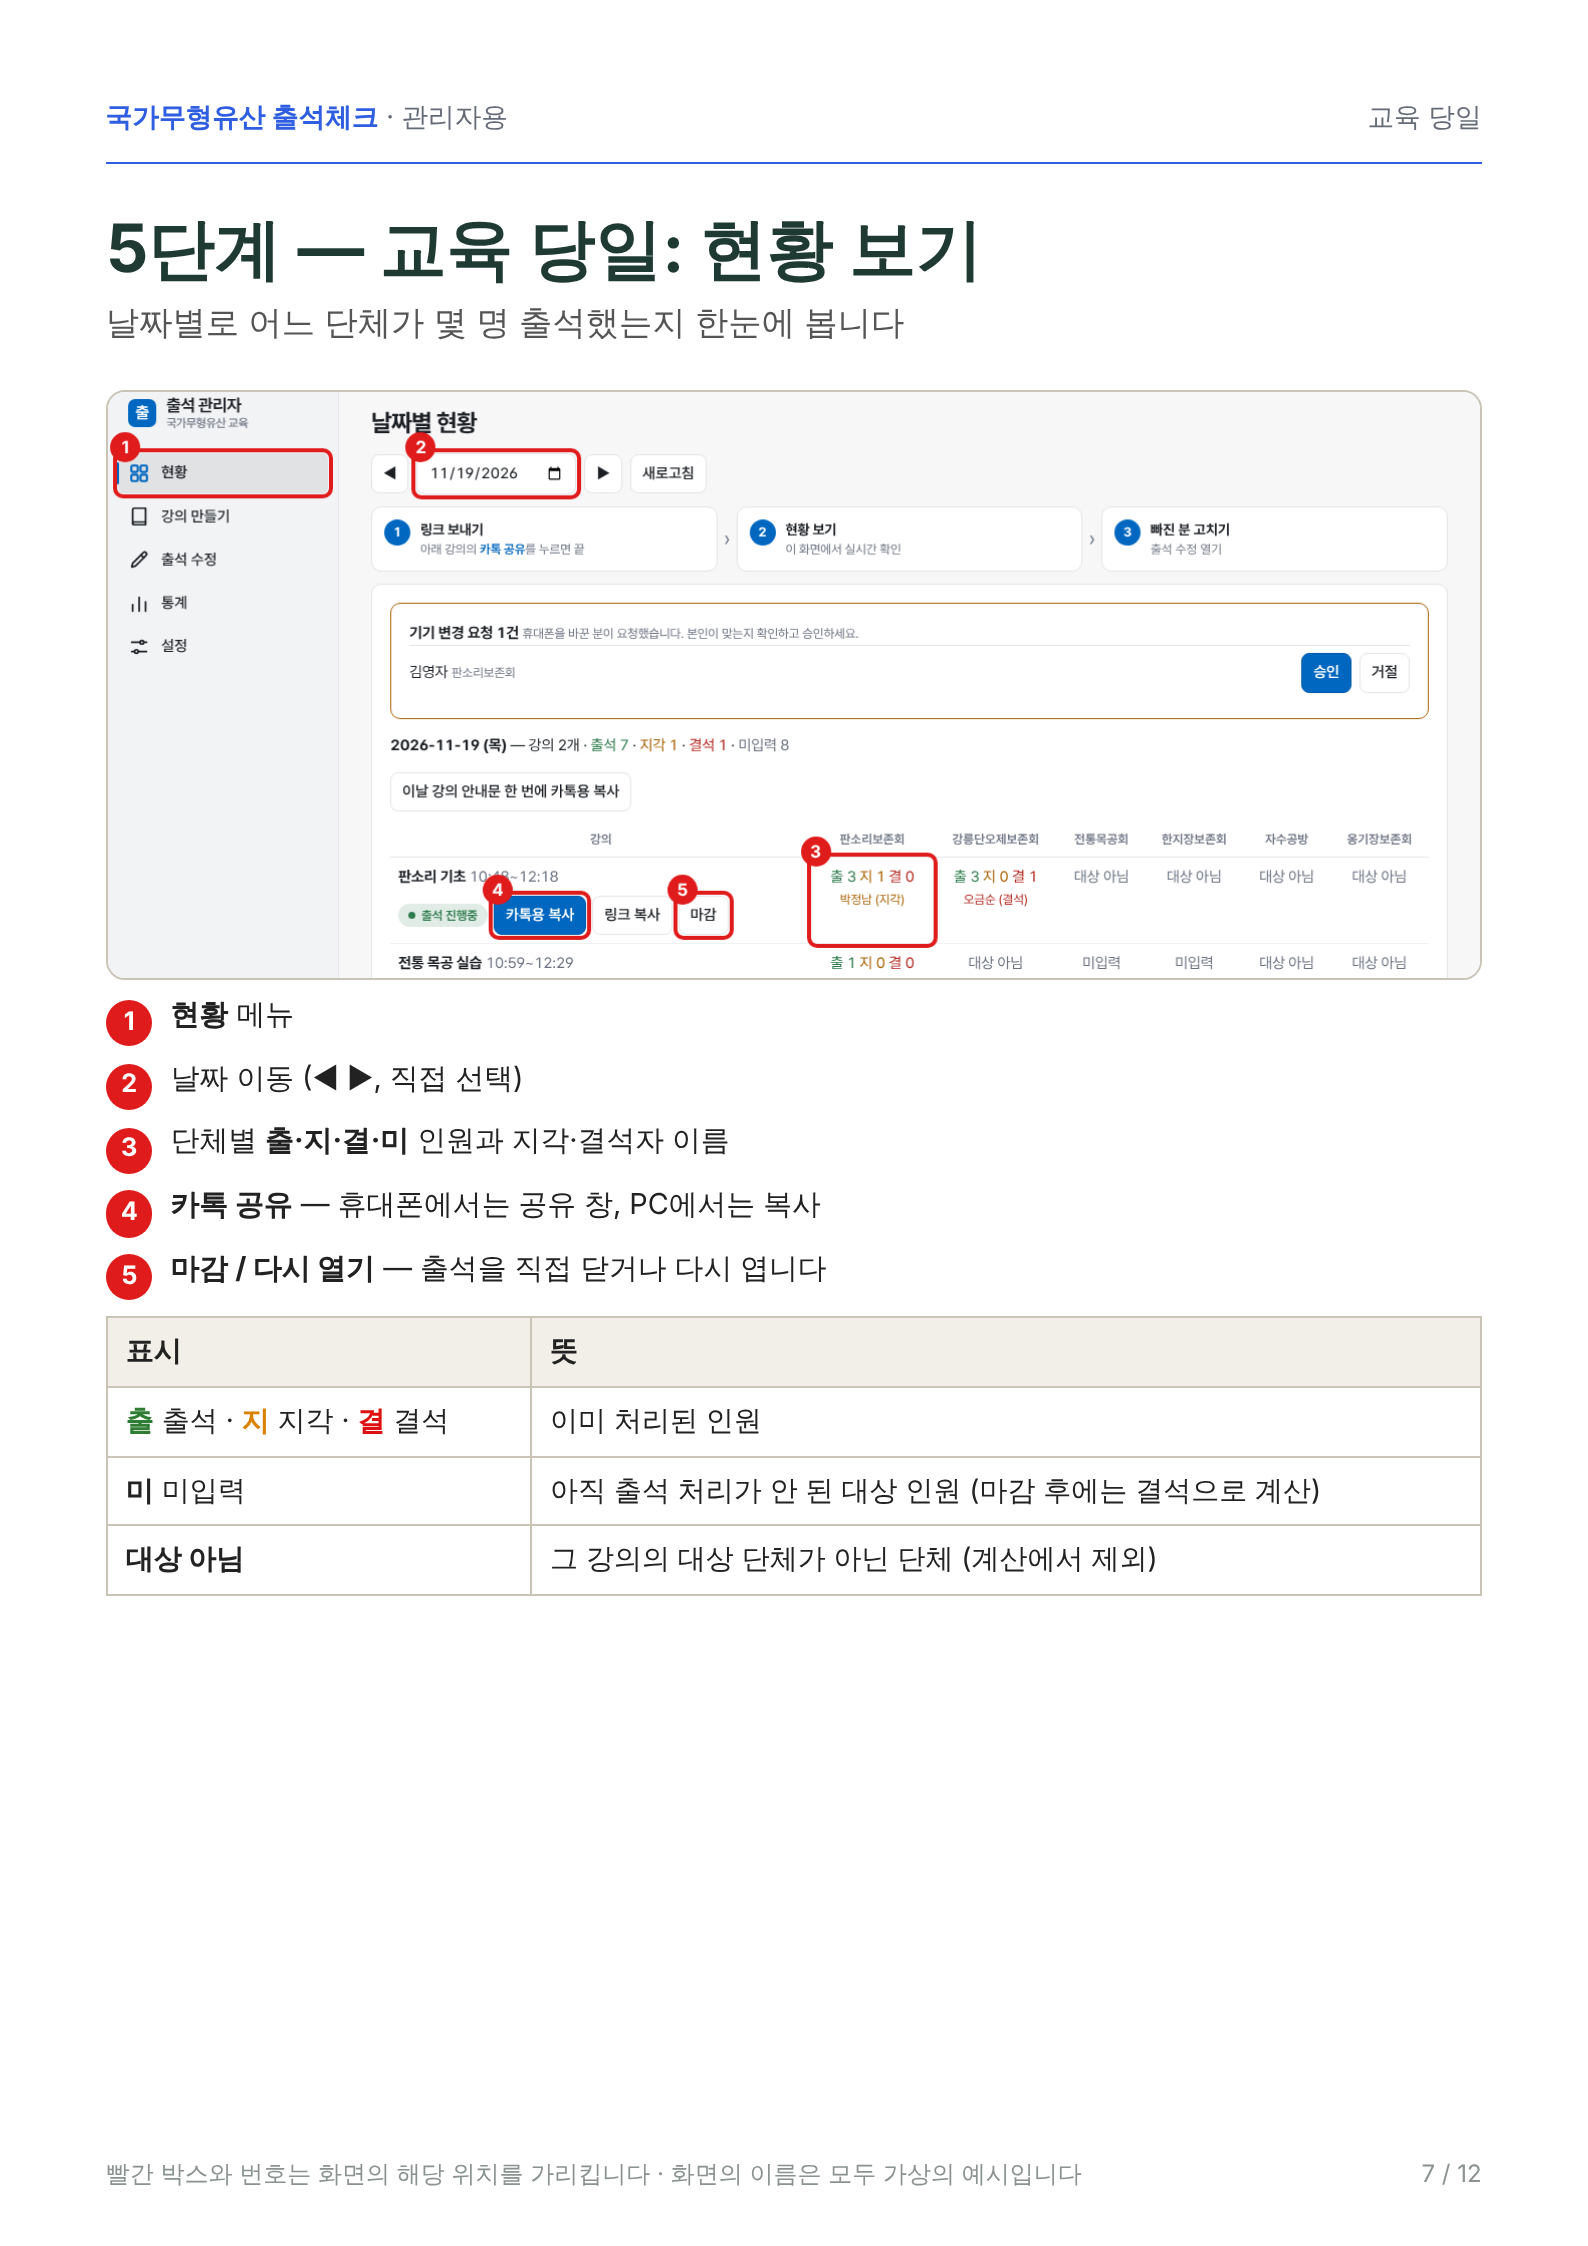 국가무형유산 출석체크 · 관리자용
교육 당일
5단계 — 교육 당일: 현황 보기
날짜별로 어느 단체가 몇 명 출석했는지 한눈에 봅니다
출 출석 관리자
국가무형유산 교육
1
현황
강의 만들기
출석 수정
통계
설정
날짜별 현황
2
◀ 11/19/2026 ▶ 새로고침
1 링크 보내기
아래 강의의 카톡 공유를 누르면 끝
›
2 현황 보기
이 화면에서 실시간 확인
›
3 빠진 분 고치기
출석 수정 열기
기기 변경 요청 1건 휴대폰을 바꾼 분이 요청했습니다. 본인이 맞는지 확인하고 승인하세요.
김영자 판소리보존회 승인 거절
2026-11-19 (목) — 강의 2개 · 출석 7 · 지각 1 · 결석 1 · 미입력 8
이날 강의 안내문 한 번에 카톡용 복사
강의 판소리보존회 강릉단오제보존회 전통목공회 한지장보존회 자수공방 옹기장보존회
3
판소리 기초 ~12:18 출 3 지 1 결 0 출 3 지 0 결 1 대상 아님 대상 아님 대상 아님 대상 아님
박정남 (지각) 오금순 (결석)
4 5
출석 진행중 카톡용 복사 링크 복사 마감
전통 목공 실습 10:59~12:29 출 1 지 0 결 0 대상 아님 미입력 미입력 대상 아님 대상 아님
1 현황 메뉴
2 날짜 이동 (◀ ▶, 직접 선택)
3 단체별 출·지·결·미 인원과 지각·결석자 이름
4 카톡 공유 — 휴대폰에서는 공유 창, PC에서는 복사
5 마감 / 다시 열기 — 출석을 직접 닫거나 다시 엽니다
표시 뜻
출 출석 · 지 지각 · 결 결석 이미 처리된 인원
미 미입력 아직 출석 처리가 안 된 대상 인원 (마감 후에는 결석으로 계산)
대상 아님 그 강의의 대상 단체가 아닌 단체 (계산에서 제외)
빨간 박스와 번호는 화면의 해당 위치를 가리킵니다 · 화면의 이름은 모두 가상의 예시입니다
7 / 12